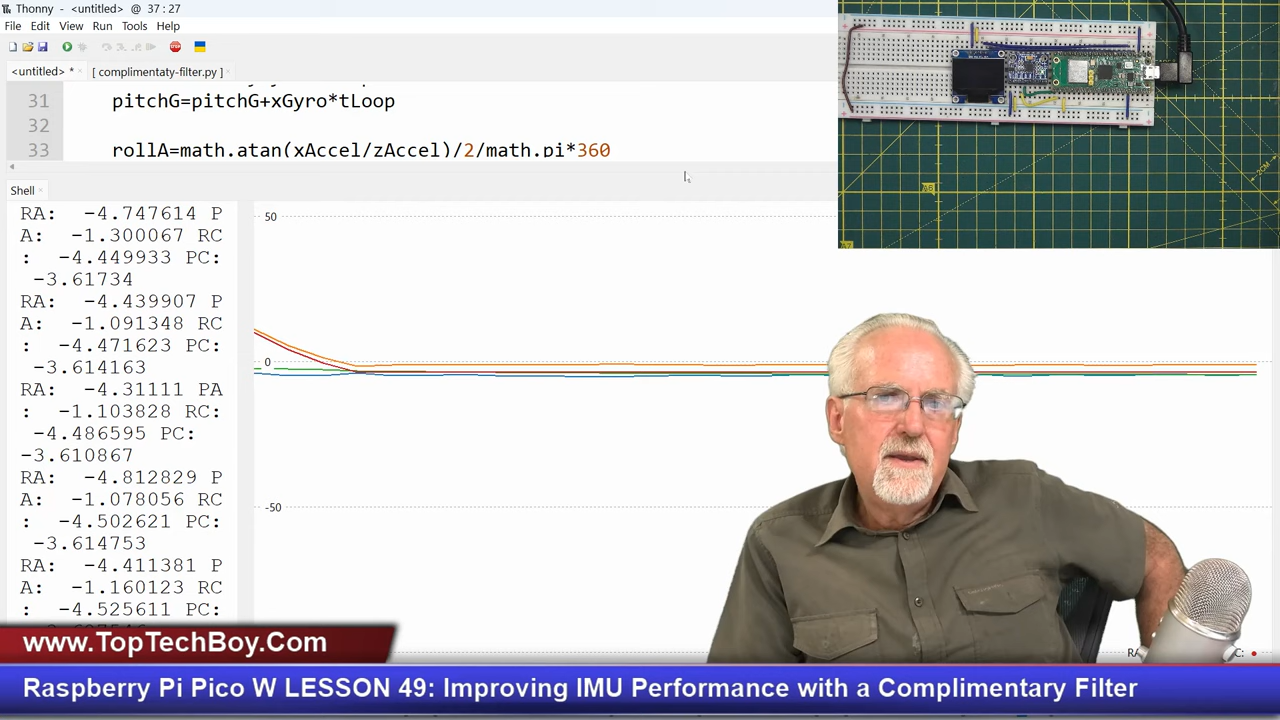 Thonny - <untitled> @ 37 : 27
File Edit View Run Tools Help
<untitled> * × [ complimentaty-filter.py ] ×
31 pitchG=pitchG+xGyro*tLoop
32
33 rollA=math.atan(xAccel/zAccel)/2/math.pi*360
Shell ×
RA: -4.747614 P
A: -1.300067 RC
: -4.449933 PC:
-3.61734
RA: -4.439907 P
A: -1.091348 RC
: -4.471623 PC:
-3.614163
RA: -4.31111 PA
: -1.103828 RC:
-4.486595 PC:
-3.610867
RA: -4.812829 P
A: -1.078056 RC
: -4.502621 PC:
-3.614753
RA: -4.411381 P
A: -1.160123 RC
: -4.525611 PC:
50
0
-50
www.TopTechBoy.Com
Raspberry Pi Pico W LESSON 49: Improving IMU Performance with a Complimentary Filter